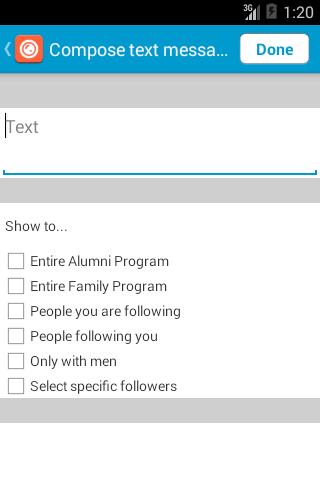 3G 1:20
Compose text messa... Done
Text
Show to...
Entire Alumni Program
Entire Family Program
People you are following
People following you
Only with men
Select specific followers